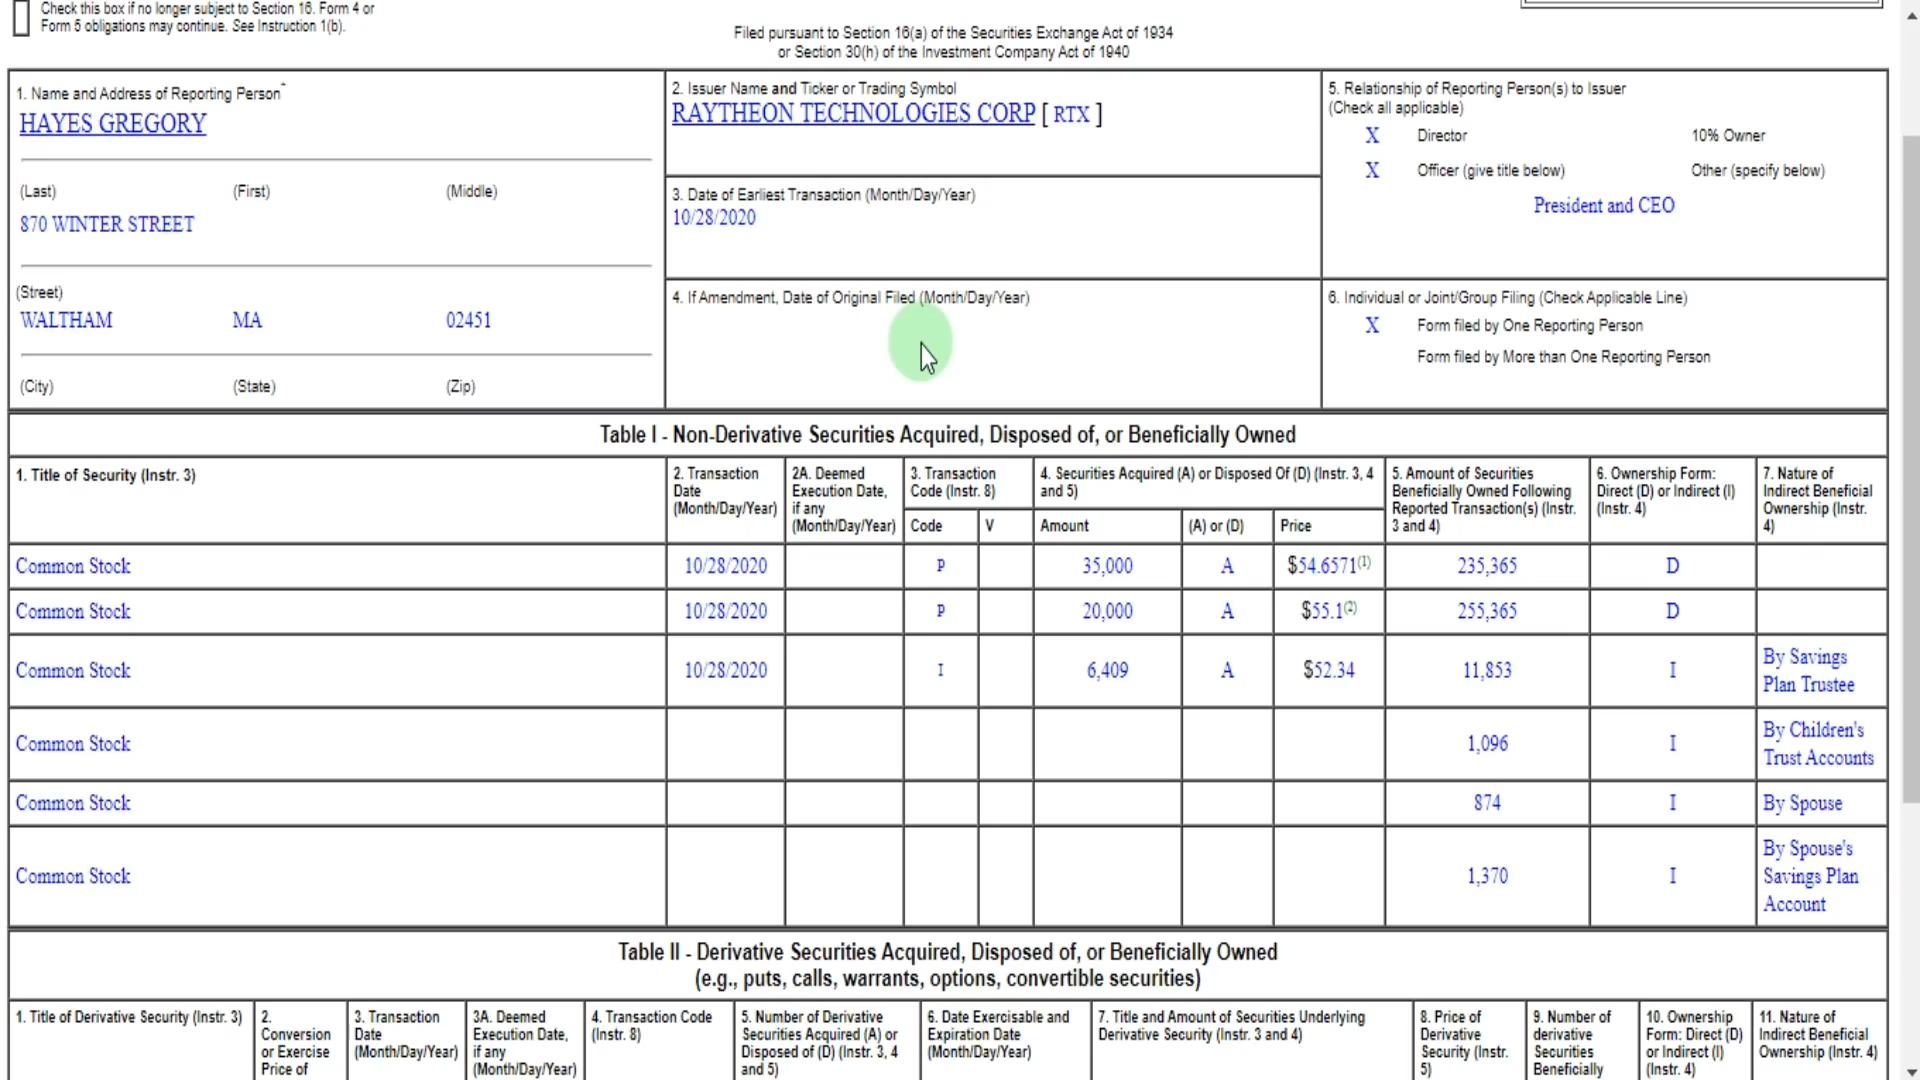 Check this box if no longer subject to Section 16. Form 4 or
Form 5 obligations may continue. See Instruction 1(b).
Filed pursuant to Section 16(a) of the Securities Exchange Act of 1934
or Section 30(h) of the Investment Company Act of 1940
1. Name and Address of Reporting Person*
HAYES GREGORY
(Last) (First) (Middle)
870 WINTER STREET
(Street)
WALTHAM MA 02451
(City) (State) (Zip)
2. Issuer Name and Ticker or Trading Symbol
RAYTHEON TECHNOLOGIES CORP [ RTX ]
3. Date of Earliest Transaction (Month/Day/Year)
10/28/2020
4. If Amendment, Date of Original Filed (Month/Day/Year)
5. Relationship of Reporting Person(s) to Issuer
(Check all applicable)
X Director 10% Owner
X Officer (give title below) Other (specify below)
President and CEO
6. Individual or Joint/Group Filing (Check Applicable Line)
X Form filed by One Reporting Person
Form filed by More than One Reporting Person
Table I - Non-Derivative Securities Acquired, Disposed of, or Beneficially Owned
1. Title of Security (Instr. 3)
2. Transaction
Date
(Month/Day/Year)
2A. Deemed
Execution Date,
if any
(Month/Day/Year)
3. Transaction
Code (Instr. 8)
4. Securities Acquired (A) or Disposed Of (D) (Instr. 3, 4
and 5)
5. Amount of Securities
Beneficially Owned Following
Reported Transaction(s) (Instr.
3 and 4)
6. Ownership Form:
Direct (D) or Indirect (I)
(Instr. 4)
7. Nature of
Indirect Beneficial
Ownership (Instr.
4)
Code V Amount (A) or (D) Price
Common Stock 10/28/2020 P 35,000 A $54.6571(1) 235,365 D
Common Stock 10/28/2020 P 20,000 A $55.1(2) 255,365 D
Common Stock 10/28/2020 I 6,409 A $52.34 11,853 I By Savings
Plan Trustee
Common Stock 1,096 I By Children's
Trust Accounts
Common Stock 874 I By Spouse
Common Stock 1,370 I By Spouse's
Savings Plan
Account
Table II - Derivative Securities Acquired, Disposed of, or Beneficially Owned
(e.g., puts, calls, warrants, options, convertible securities)
1. Title of Derivative Security (Instr. 3)
2.
Conversion
or Exercise
Price of
3. Transaction
Date
(Month/Day/Year)
3A. Deemed
Execution Date,
if any
(Month/Day/Year)
4. Transaction Code
(Instr. 8)
5. Number of Derivative
Securities Acquired (A) or
Disposed of (D) (Instr. 3, 4
and 5)
6. Date Exercisable and
Expiration Date
(Month/Day/Year)
7. Title and Amount of Securities Underlying
Derivative Security (Instr. 3 and 4)
8. Price of
Derivative
Security (Instr.
5)
9. Number of
derivative
Securities
Beneficially
10. Ownership
Form: Direct (D)
or Indirect (I)
(Instr. 4)
11. Nature of
Indirect Beneficial
Ownership (Instr. 4)